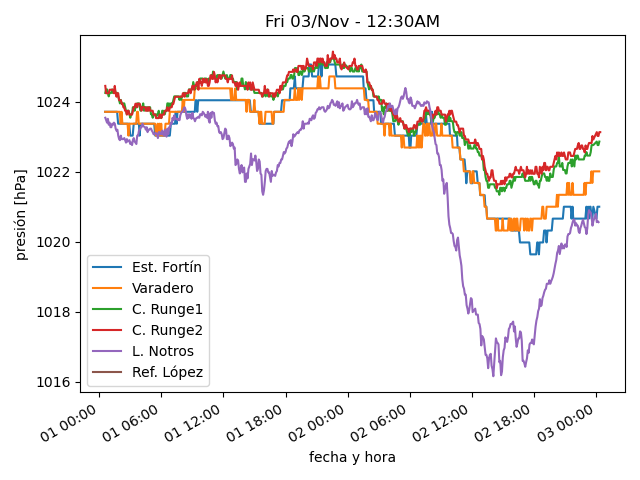 Fri 03/Nov - 12:30AM
presión [hPa]
1024
1022
1020
1018
1016
Est. Fortín
Varadero
C. Runge1
C. Runge2
L. Notros
Ref. López
01 00:00
01 06:00
01 12:00
01 18:00
02 00:00
02 06:00
02 12:00
02 18:00
03 00:00
fecha y hora